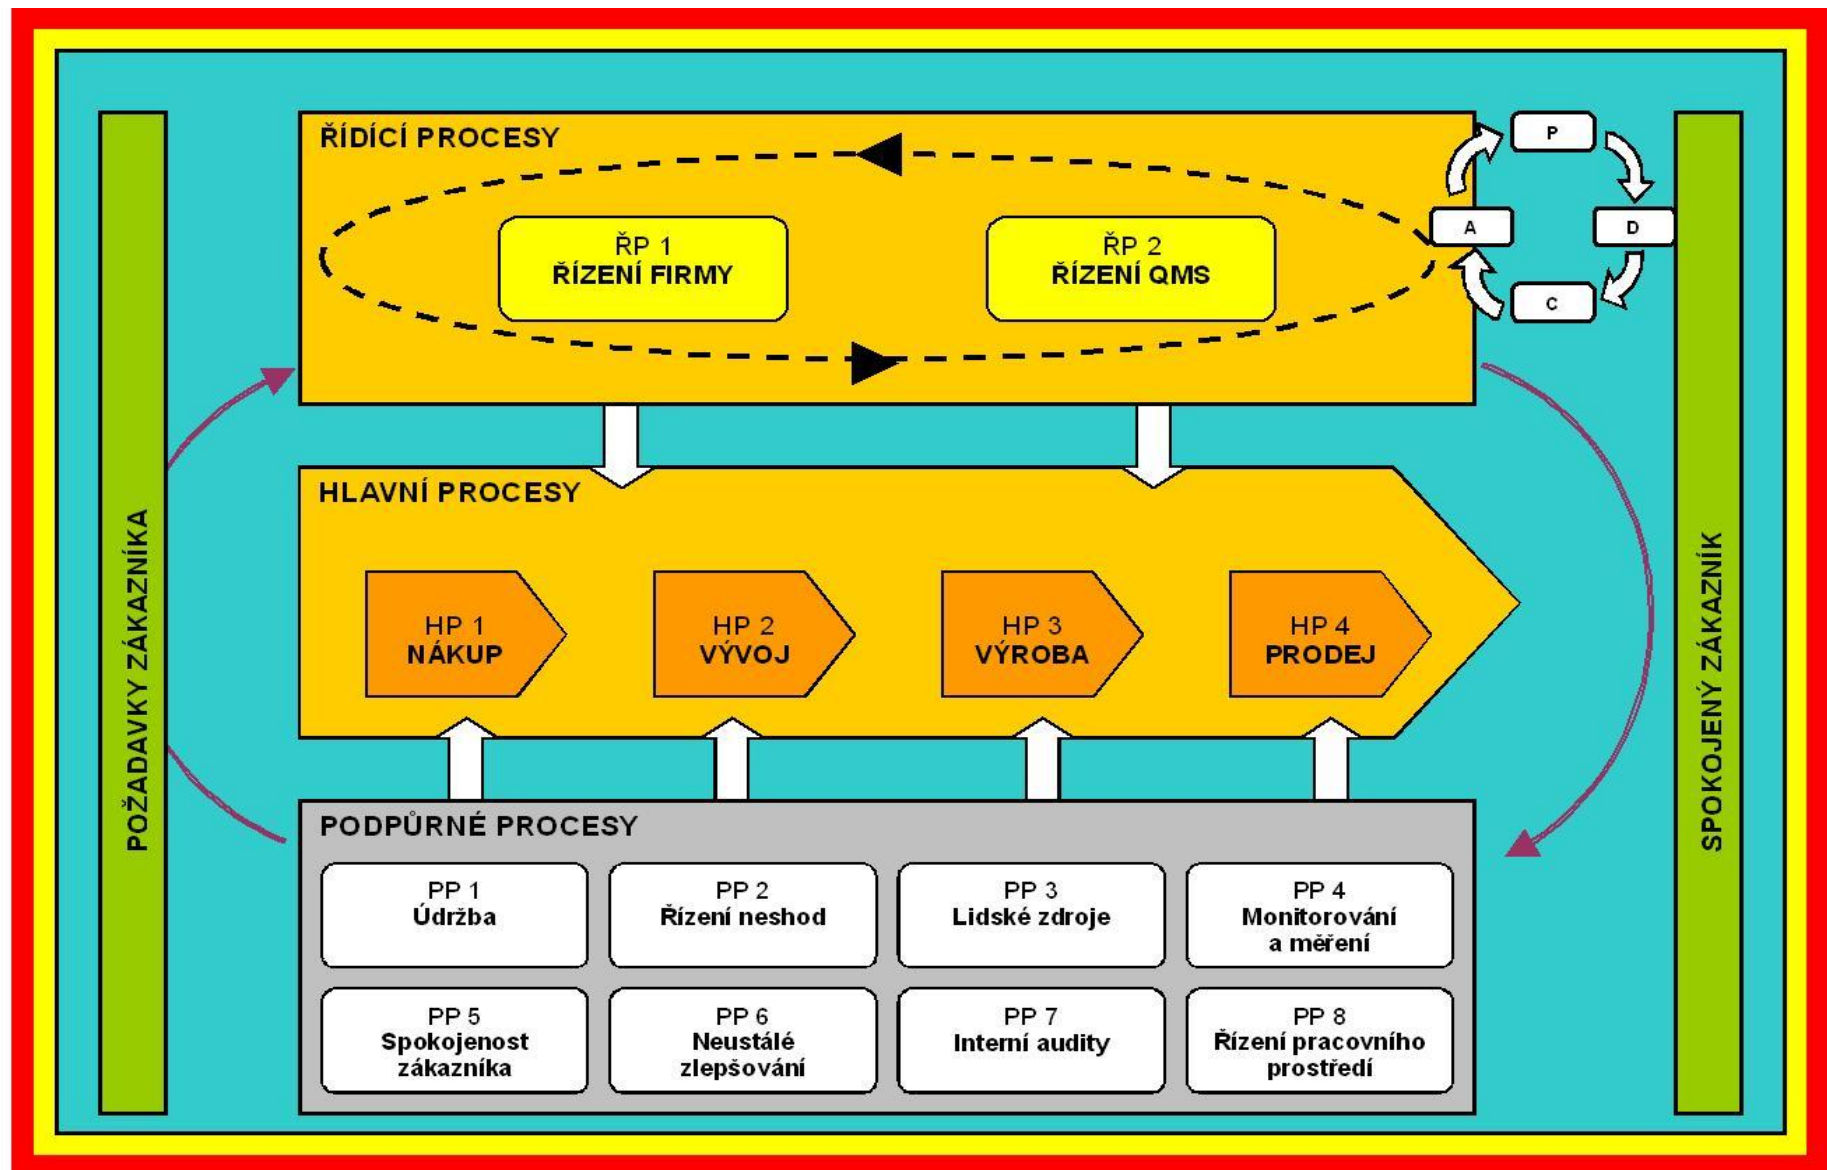 ŘÍDÍCÍ PROCESY
ŘP 1
ŘÍZENÍ FIRMY
ŘP 2
ŘÍZENÍ QMS
P
A
D
C
POŽADAVKY ZÁKAZNÍKA
HLAVNÍ PROCESY
HP 1
NÁKUP
HP 2
VÝVOJ
HP 3
VÝROBA
HP 4
PRODEJ
SPOKOJENÝ ZÁKAZNÍK
PODPŮRNÉ PROCESY
PP 1
Údržba
PP 2
Řízení neshod
PP 3
Lidské zdroje
PP 4
Monitorování
a měření
PP 5
Spokojenost
zákazníka
PP 6
Neustálé
zlepšování
PP 7
Interní audity
PP 8
Řízení pracovního
prostředí